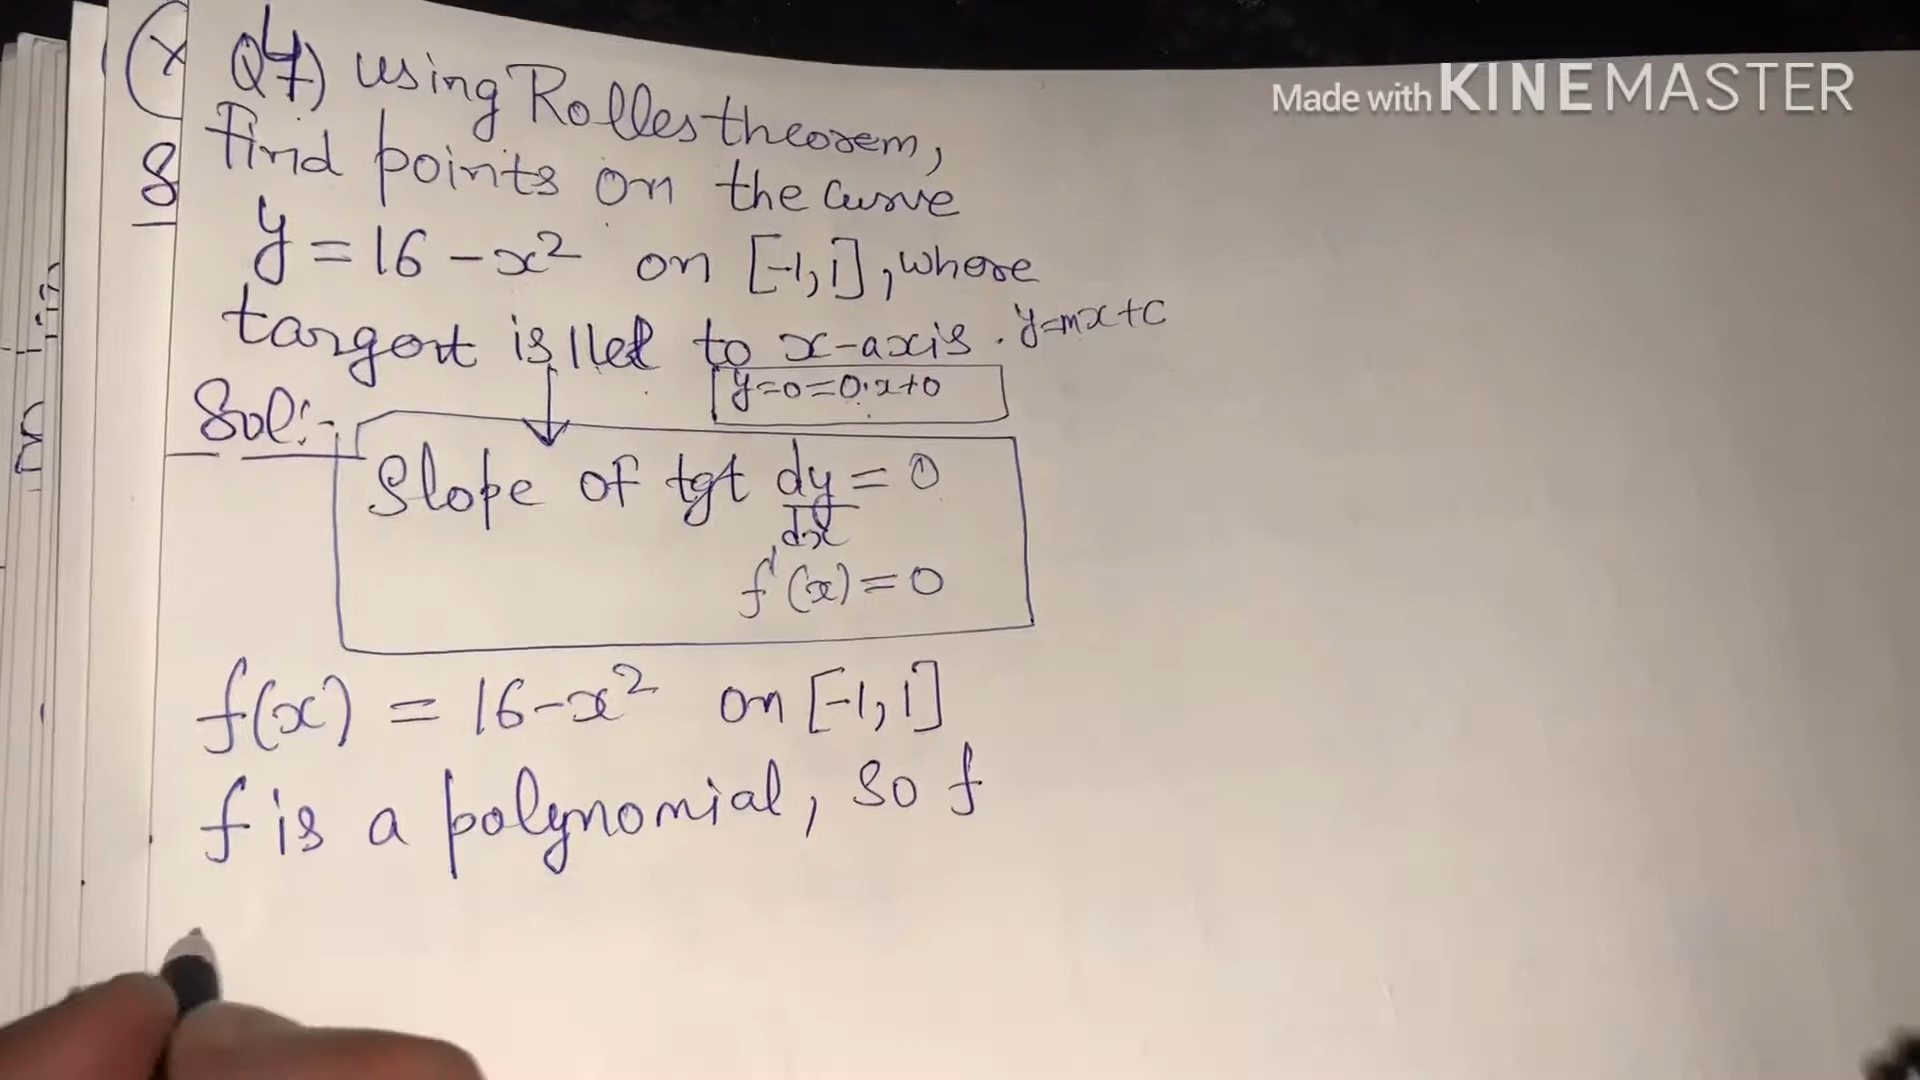 Q4) using Rolles theorem,
find points on the curve
y = 16 - x² on [-1,1], where
tangent is llel to x-axis. y=mx+c
y=0=0·x+0
Sol:-
Slope of tgt dy/dx = 0
f'(x) = 0
f(x) = 16-x² on [-1,1]
f is a polynomial, so f
Made with KINEMASTER